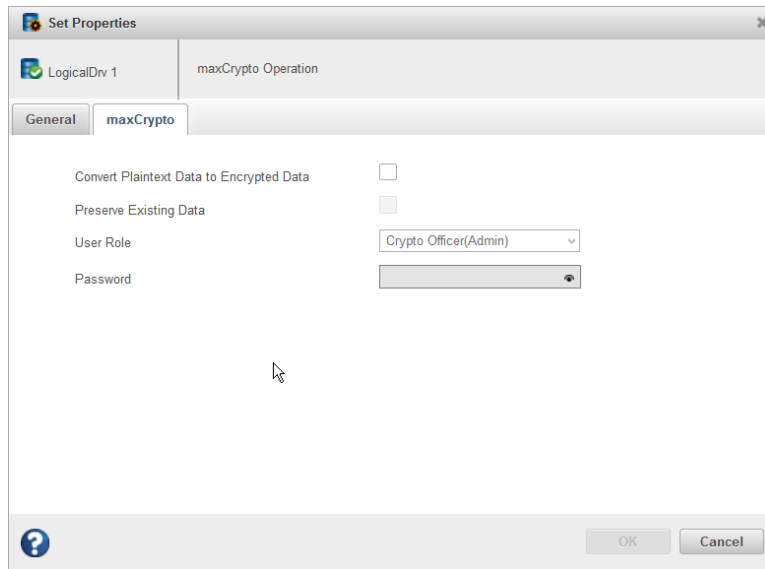 Set Properties
LogicalDrv 1
maxCrypto Operation
General
maxCrypto
Convert Plaintext Data to Encrypted Data
Preserve Existing Data
User Role
Crypto Officer(Admin)
Password
OK
Cancel